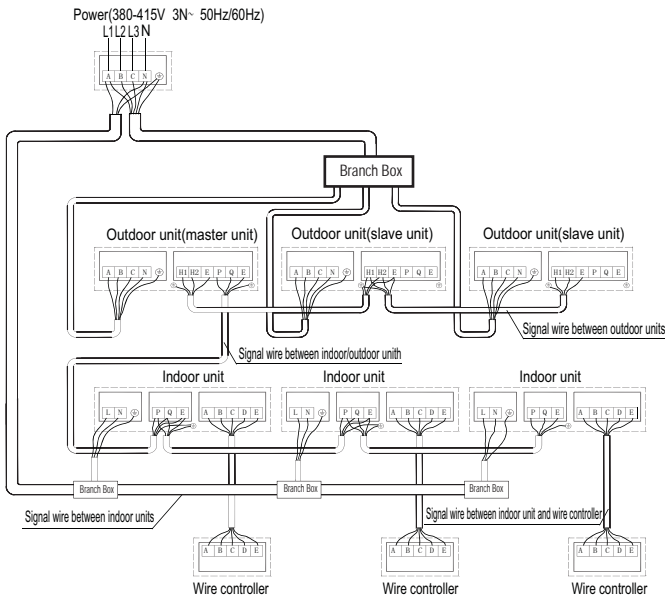 Power(380-415V 3N~ 50Hz/60Hz)
L1 L2 L3 N
A B C N
Branch Box
Outdoor unit(master unit) Outdoor unit(slave unit) Outdoor unit(slave unit)
A B C N H1 H2 E P Q E A B C N H1 H2 E P Q E A B C N H1 H2 E P Q E
Signal wire between outdoor units
Signal wire between indoor/outdoor unith
Indoor unit Indoor unit Indoor unit
L N P Q E A B C D E L N P Q E A B C D E L N P Q E A B C D E
Branch Box Branch Box Branch Box
Signal wire between indoor units Signal wire between indoor unit and wire controller
A B C D E A B C D E A B C D E
Wire controller Wire controller Wire controller